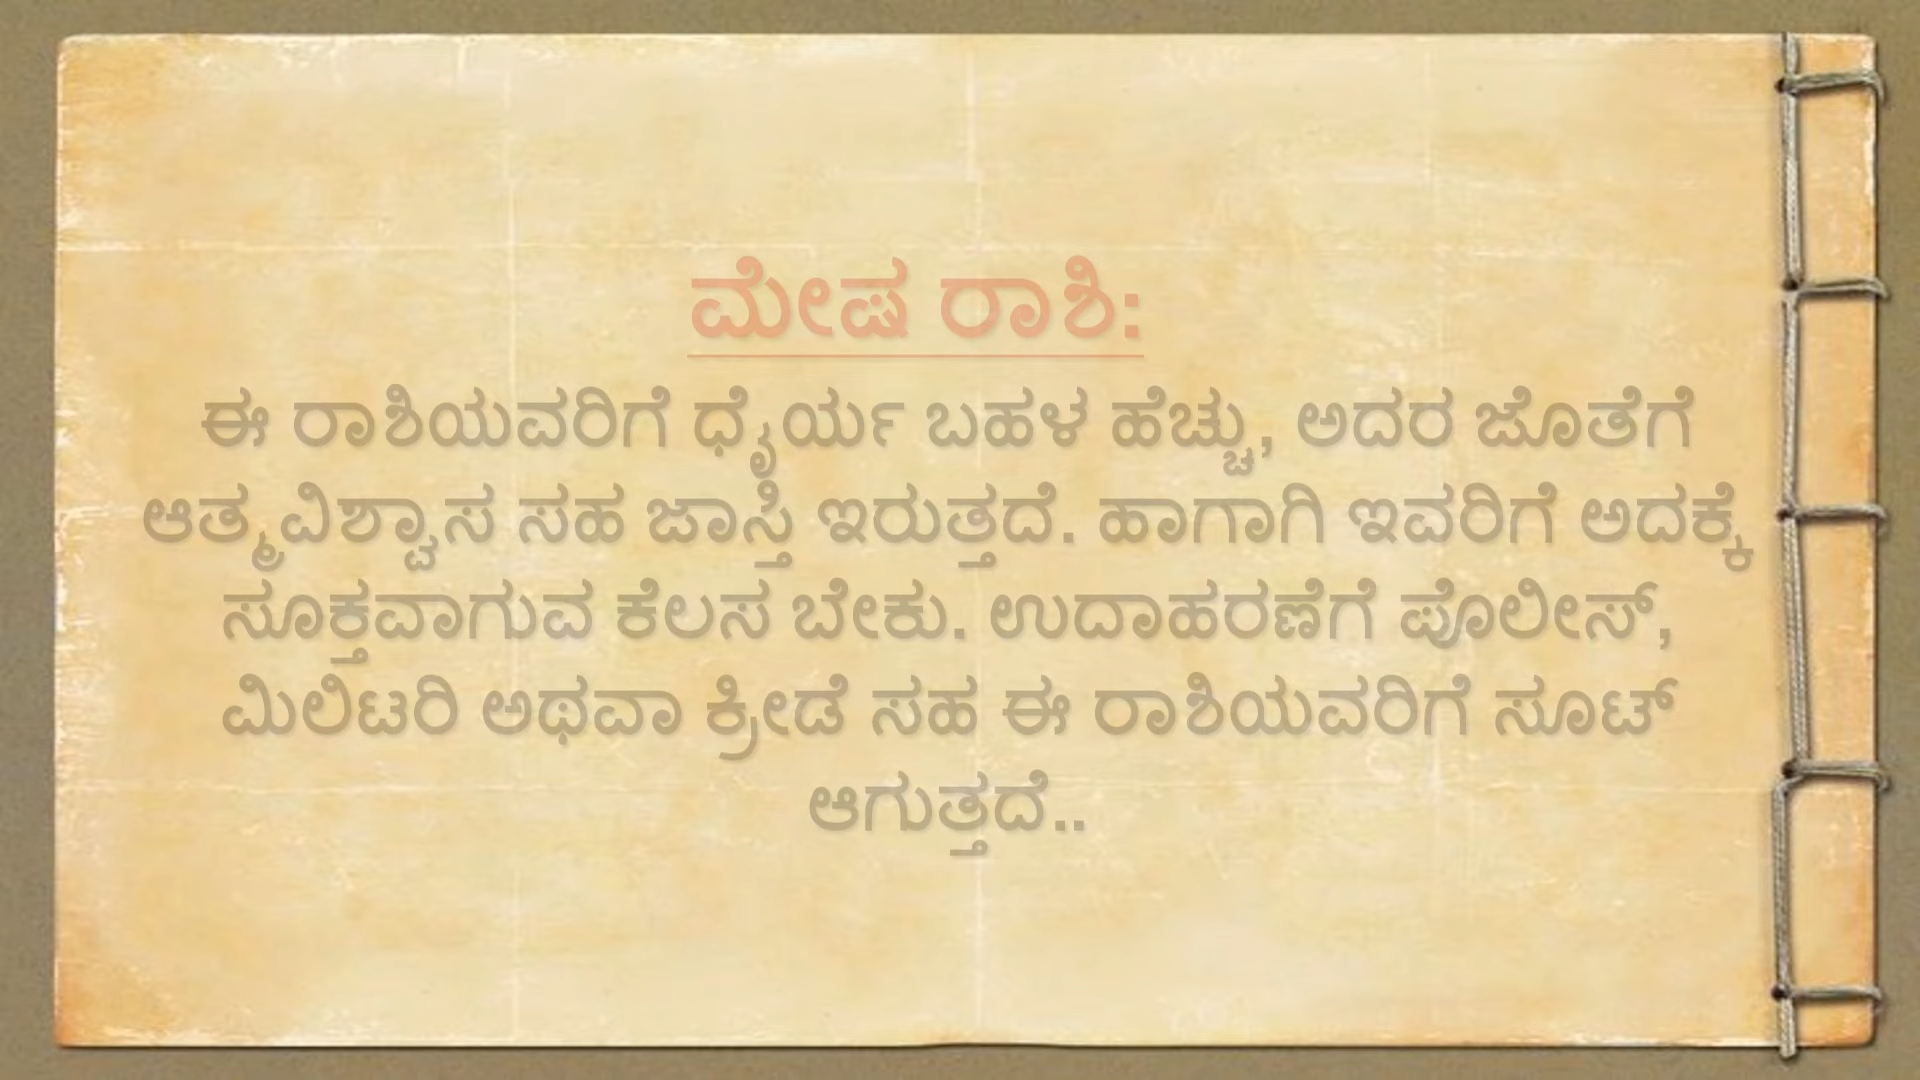 ಮೇಷ ರಾಶಿ:
ಈ ರಾಶಿಯವರಿಗೆ ಧೈರ್ಯ ಬಹಳ ಹೆಚ್ಚು, ಅದರ ಜೊತೆಗೆ
ಆತ್ಮವಿಶ್ವಾಸ ಸಹ ಜಾಸ್ತಿ ಇರುತ್ತದೆ. ಹಾಗಾಗಿ ಇವರಿಗೆ ಅದಕ್ಕೆ
ಸೂಕ್ತವಾಗುವ ಕೆಲಸ ಬೇಕು. ಉದಾಹರಣೆಗೆ ಪೊಲೀಸ್,
ಮಿಲಿಟರಿ ಅಥವಾ ಕ್ರೀಡೆ ಸಹ ಈ ರಾಶಿಯವರಿಗೆ ಸೂಟ್
ಆಗುತ್ತದೆ..